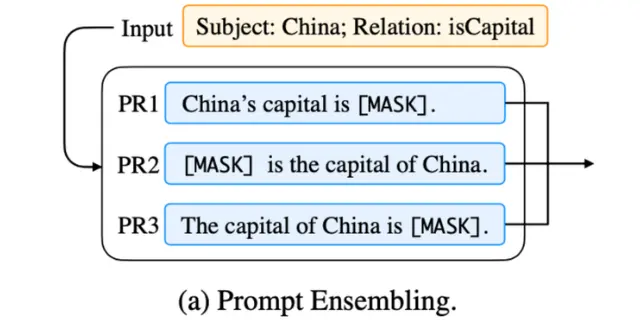 Input Subject: China; Relation: isCapital
PR1 China’s capital is [MASK].
PR2 [MASK] is the capital of China.
PR3 The capital of China is [MASK].
(a) Prompt Ensembling.